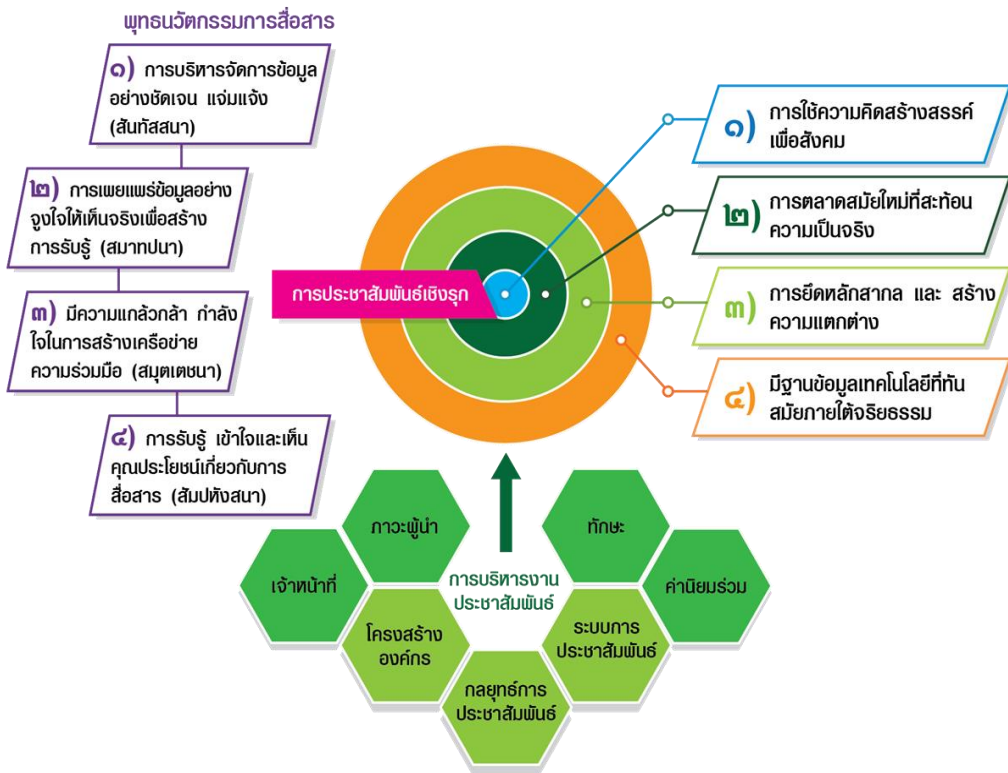 พุทธนวัตกรรมการสื่อสาร
๑) การบริหารจัดการข้อมูล
อย่างชัดเจน แจ่มแจ้ง
(สันทัสสนา)
๒) การเผยแพร่ข้อมูลอย่าง
จูงใจให้เห็นจริงเพื่อสร้าง
การรับรู้ (สมาทปนา)
๓) มีความแกล้วกล้า กำลัง
ใจในการสร้างเครือข่าย
ความร่วมมือ (สมุตเตชนา)
๔) การรับรู้ เข้าใจและเห็น
คุณประโยชน์เกี่ยวกับการ
สื่อสาร (สัมปหังสนา)
การประชาสัมพันธ์เชิงรุก
๑) การใช้ความคิดสร้างสรรค์
เพื่อสังคม
๒) การตลาดสมัยใหม่ที่สะท้อน
ความเป็นจริง
๓) การยึดหลักสากล และ สร้าง
ความแตกต่าง
๔) มีฐานข้อมูลเทคโนโลยีที่ทัน
สมัยภายใต้จริยธรรม
ภาวะผู้นำ
ทักษะ
เจ้าหน้าที่
การบริหารงาน
ประชาสัมพันธ์
ค่านิยมร่วม
โครงสร้าง
องค์กร
ระบบการ
ประชาสัมพันธ์
กลยุทธ์การ
ประชาสัมพันธ์